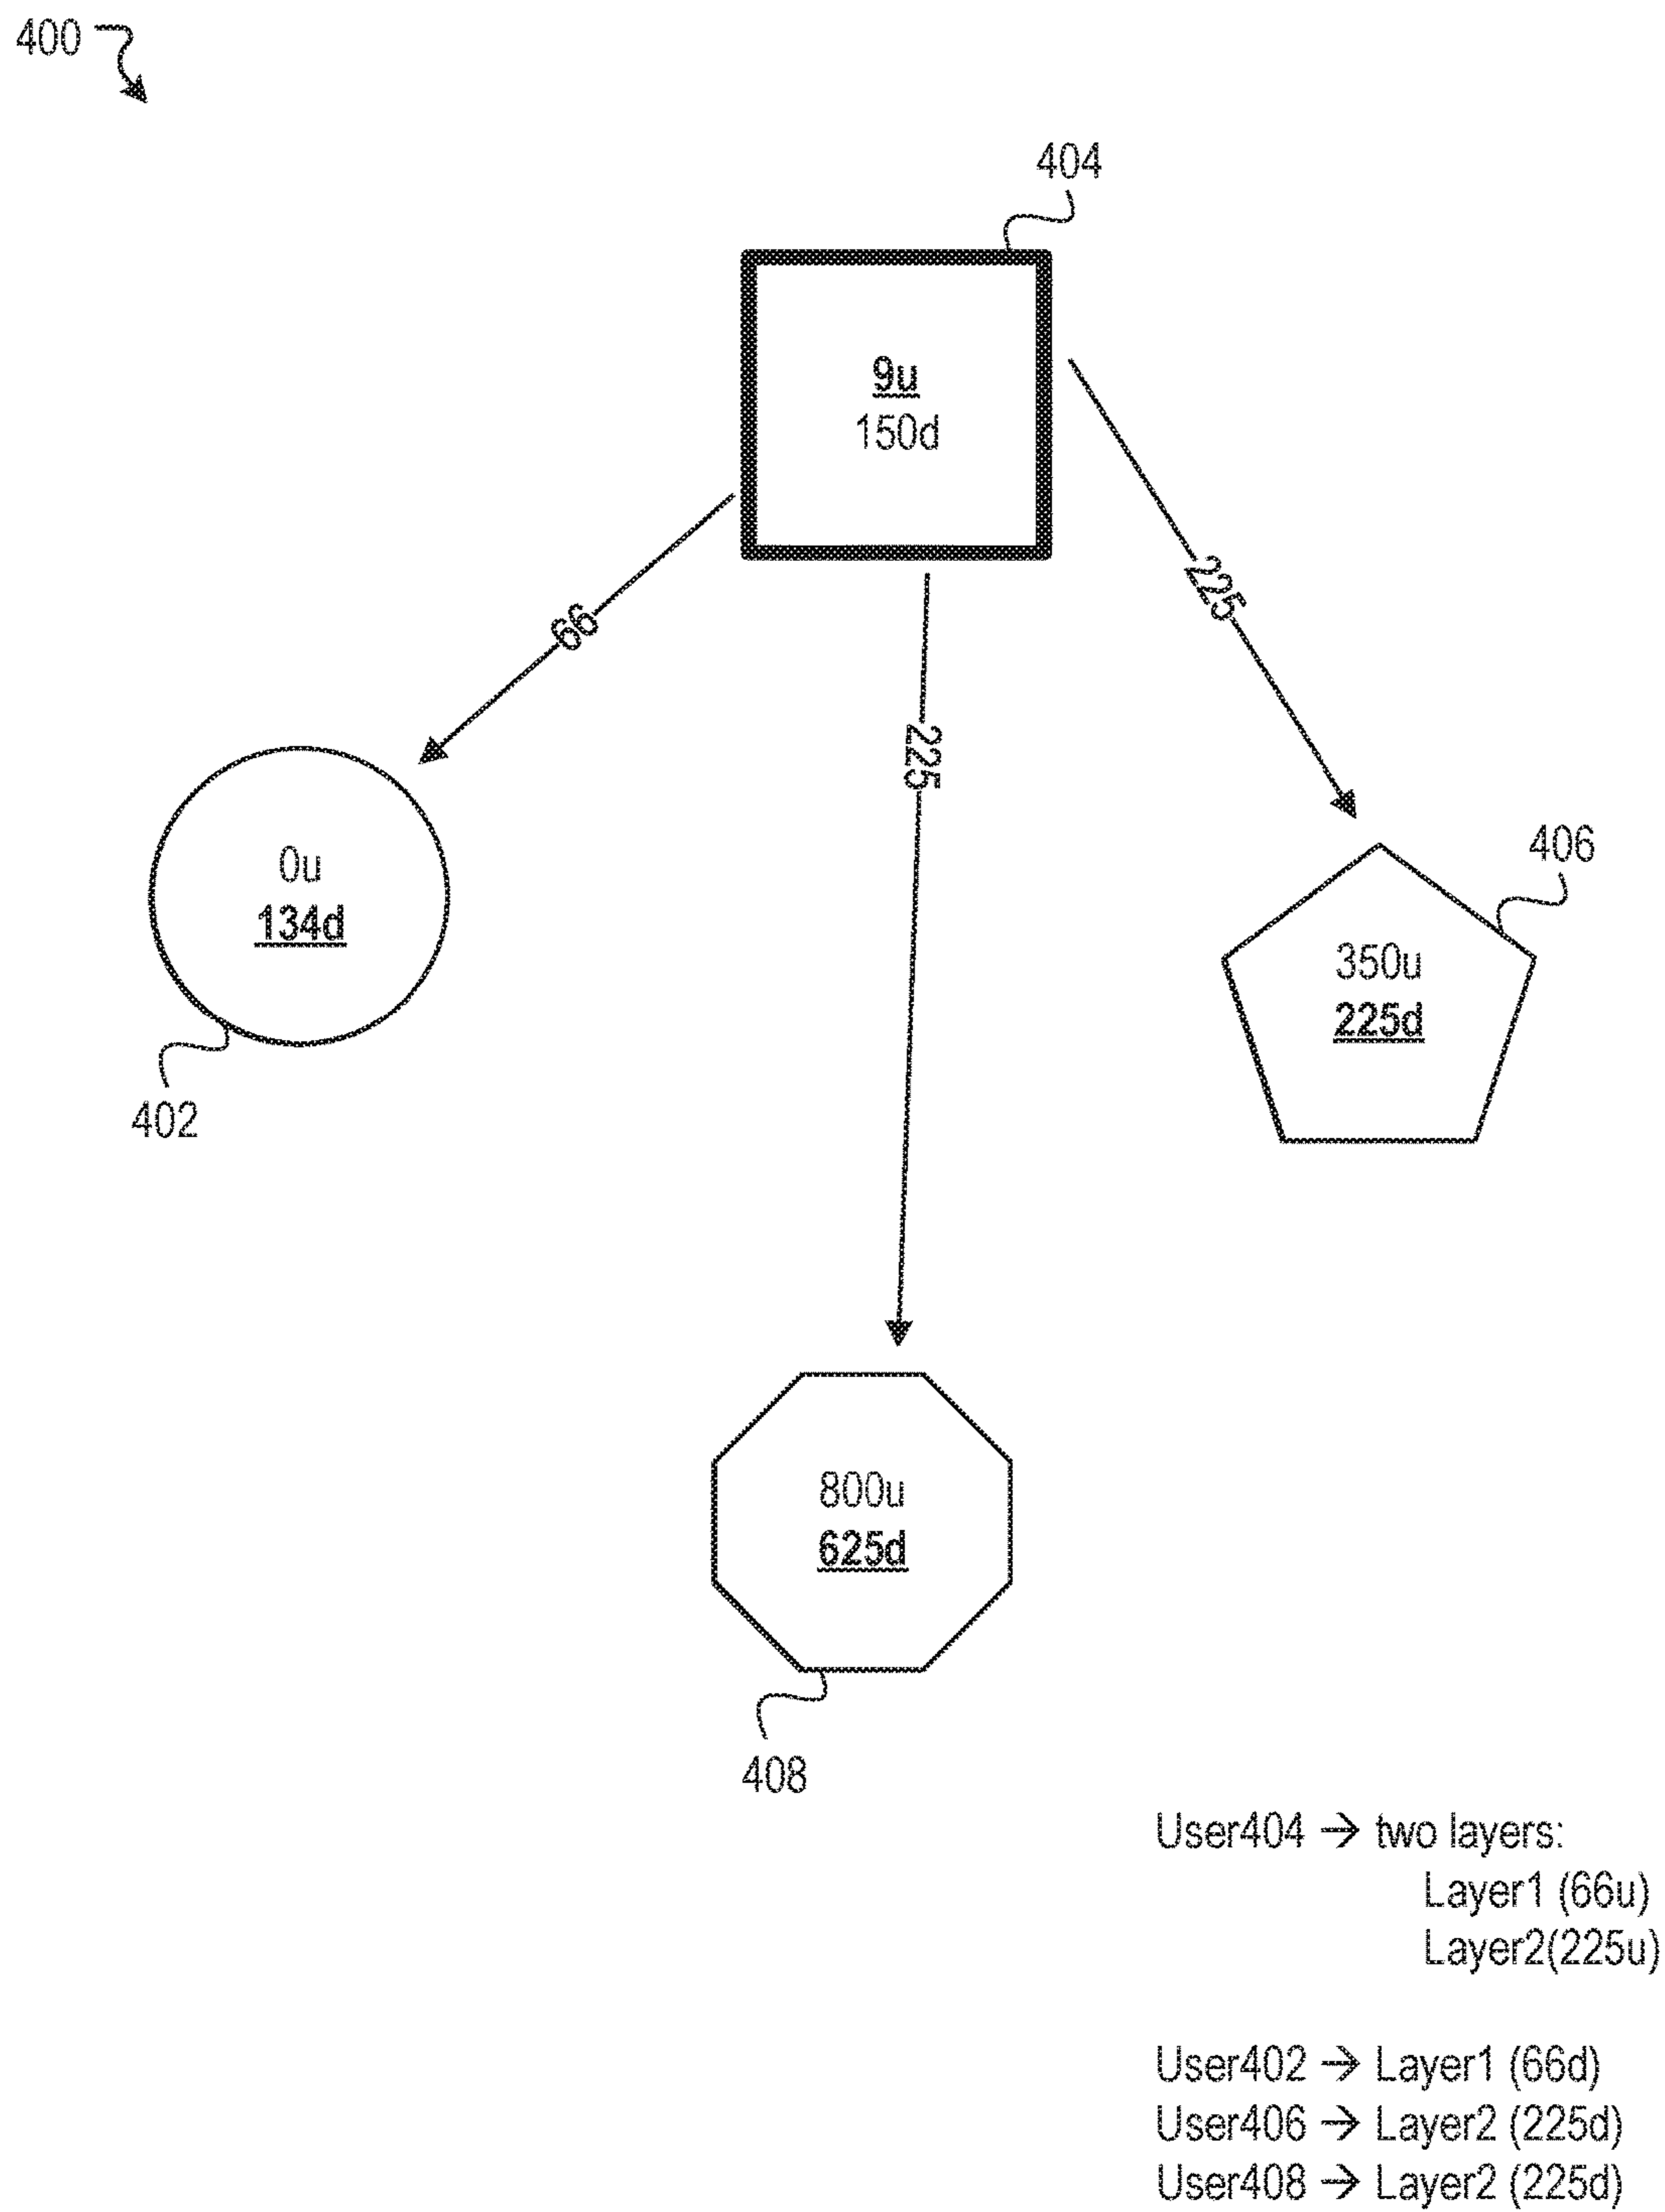 400
404
9u
150d
66
225
225
0u
134d
402
406
350u
225d
800u
625d
408
User404 → two layers:
Layer1 (66u)
Layer2(225u)
User402 → Layer1 (66d)
User406 → Layer2 (225d)
User408 → Layer2 (225d)